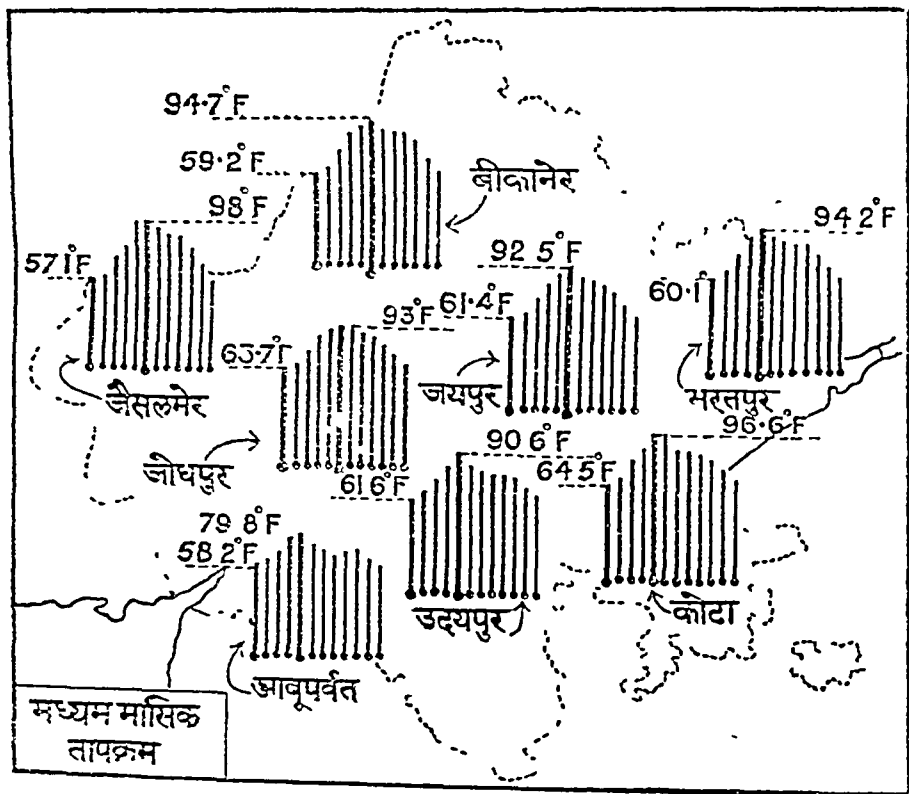 94.7°F
59.2°F
बीकानेर
98°F
94 2°F
57 1°F
92 5°F
60.1°
61.4°F
93°F
63.7°F
जैसलमेर
जयपुर
भरतपुर
96.6°F
90 6°F
जोधपुर
64 5°F
61 6°F
79 8°F
58 2°F
उदयपुर
कोटा
आबूपर्वत
मध्यम मासिक
तापक्रम